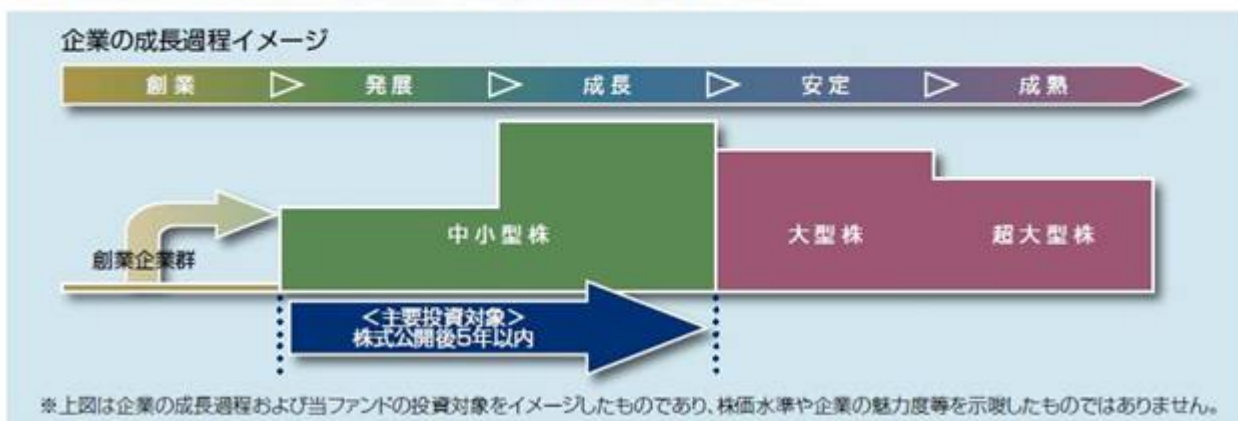 企業の成長過程イメージ
創業 ▷ 発展 ▷ 成長 ▷ 安定 ▷ 成熟
中小型株 大型株 超大型株
創業企業群
＜主要投資対象＞
株式公開後5年以内
※上図は企業の成長過程および当ファンドの投資対象をイメージしたものであり、株価水準や企業の魅力度等を示唆したものではありません。